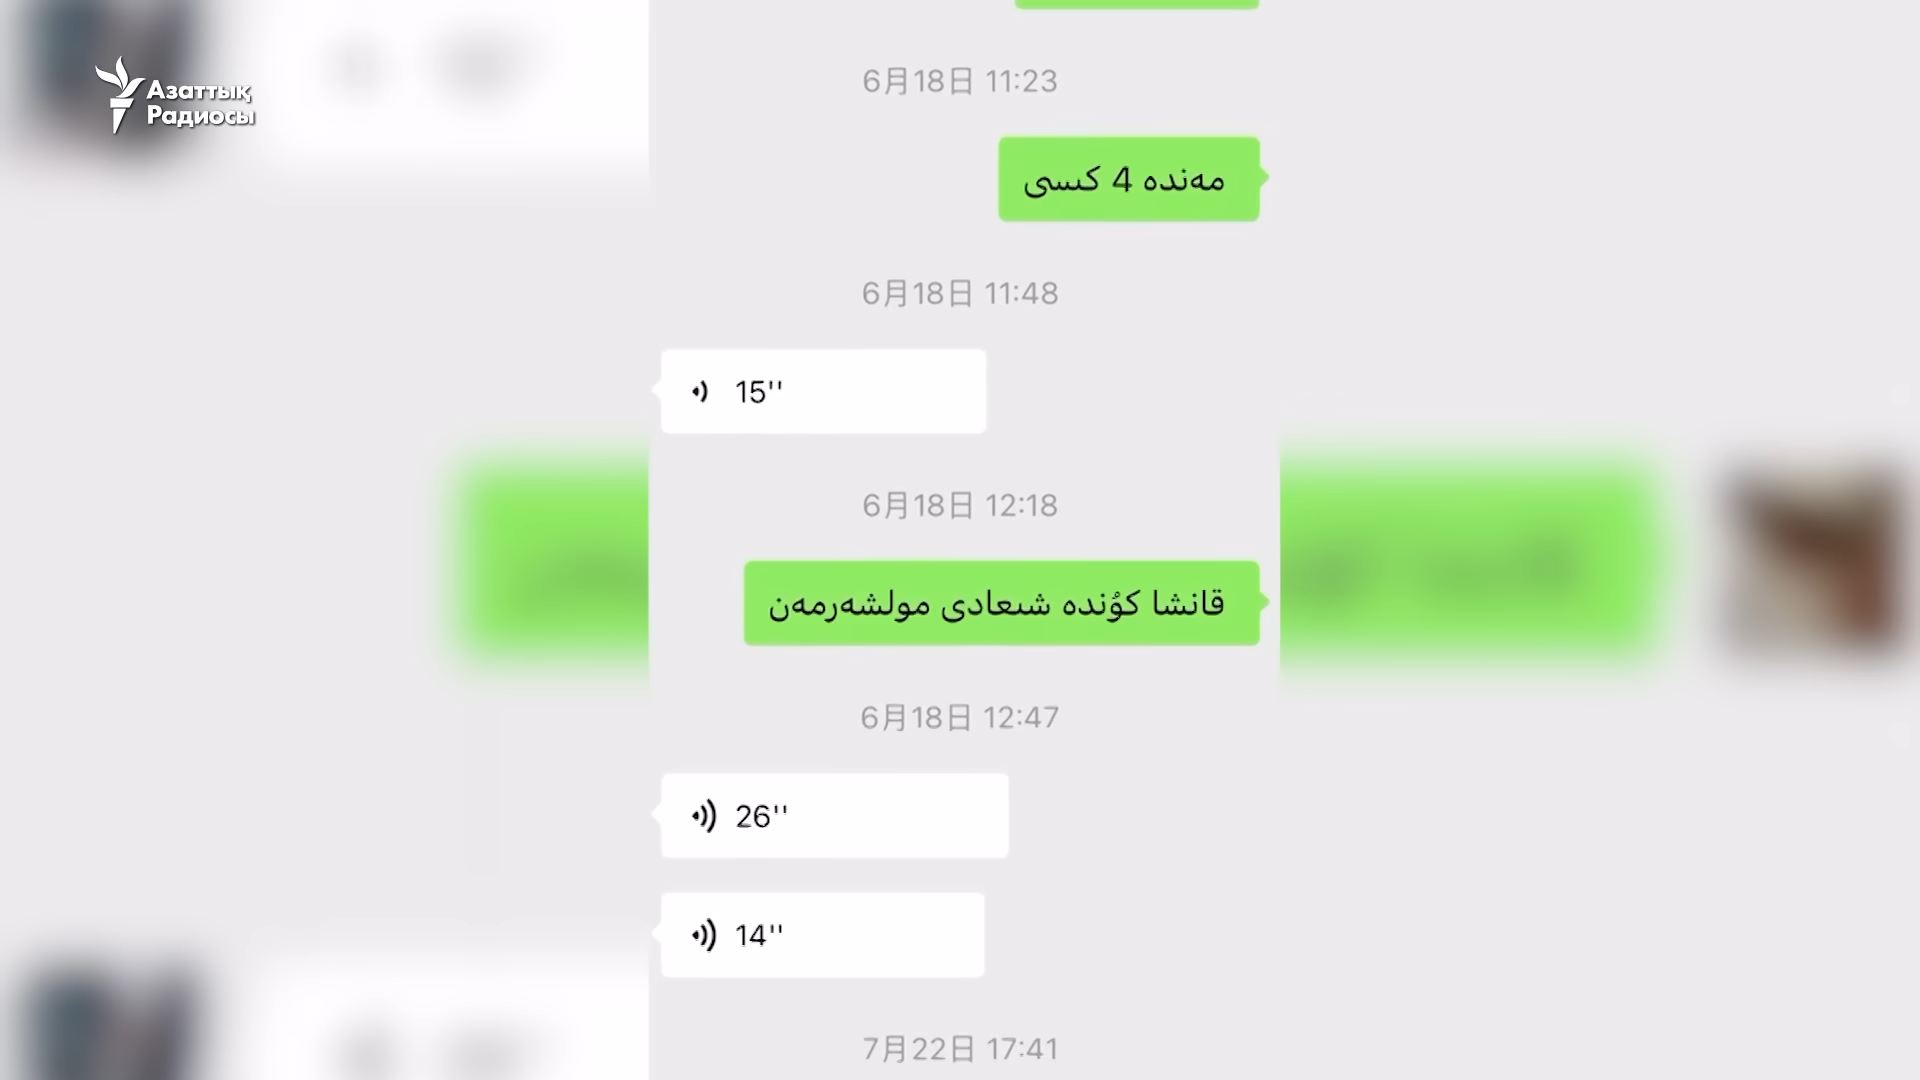 Азаттық
Радиосы
6月18日 11:23
مەندە 4 كىسى
6月18日 11:48
15''
6月18日 12:18
قانشا كۇندە شىعادى مولشەرمەن
6月18日 12:47
26''
14''
7月22日 17:41